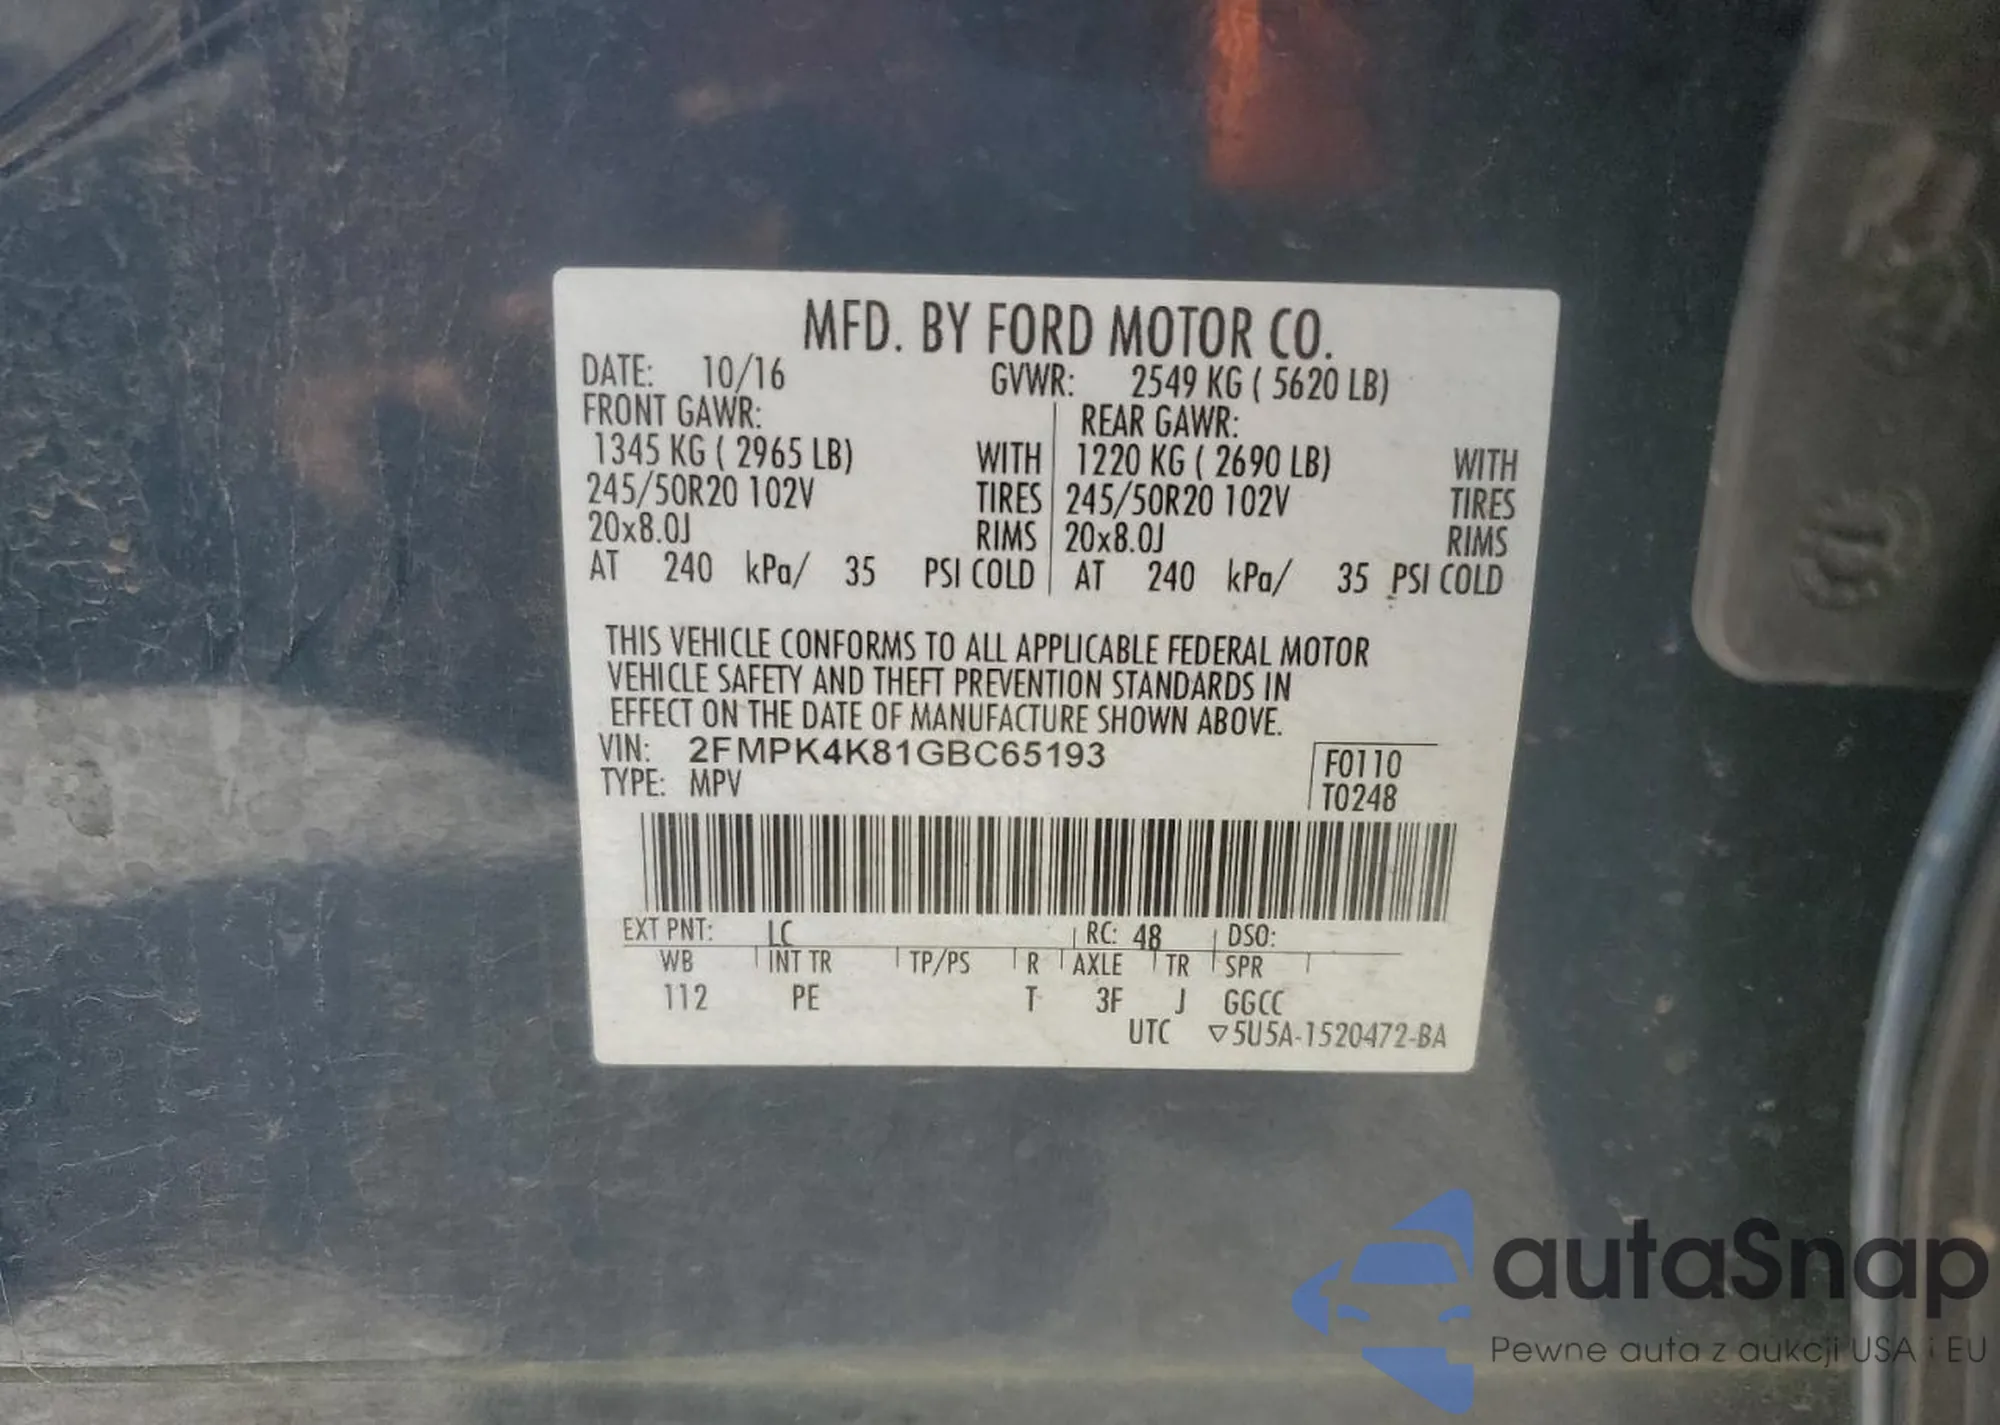 MFD. BY FORD MOTOR CO.
DATE: 10/16 GVWR: 2549 KG ( 5620 LB)
FRONT GAWR: REAR GAWR:
1345 KG ( 2965 LB) WITH 1220 KG ( 2690 LB) WITH
245/50R20 102V TIRES 245/50R20 102V TIRES
20x8.0J RIMS 20x8.0J RIMS
AT 240 kPa/ 35 PSI COLD AT 240 kPa/ 35 PSI COLD
THIS VEHICLE CONFORMS TO ALL APPLICABLE FEDERAL MOTOR
VEHICLE SAFETY AND THEFT PREVENTION STANDARDS IN
EFFECT ON THE DATE OF MANUFACTURE SHOWN ABOVE.
VIN: 2FMPK4K81GBC65193 F0110
TYPE: MPV T0248
EXT PNT: LC RC: 48 DSO:
WB INT TR TP/PS R AXLE TR SPR
112 PE T 3F J GGCC
UTC ▽5U5A-1520472-BA
autaSnap
Pewne auta z aukcji USA i EU